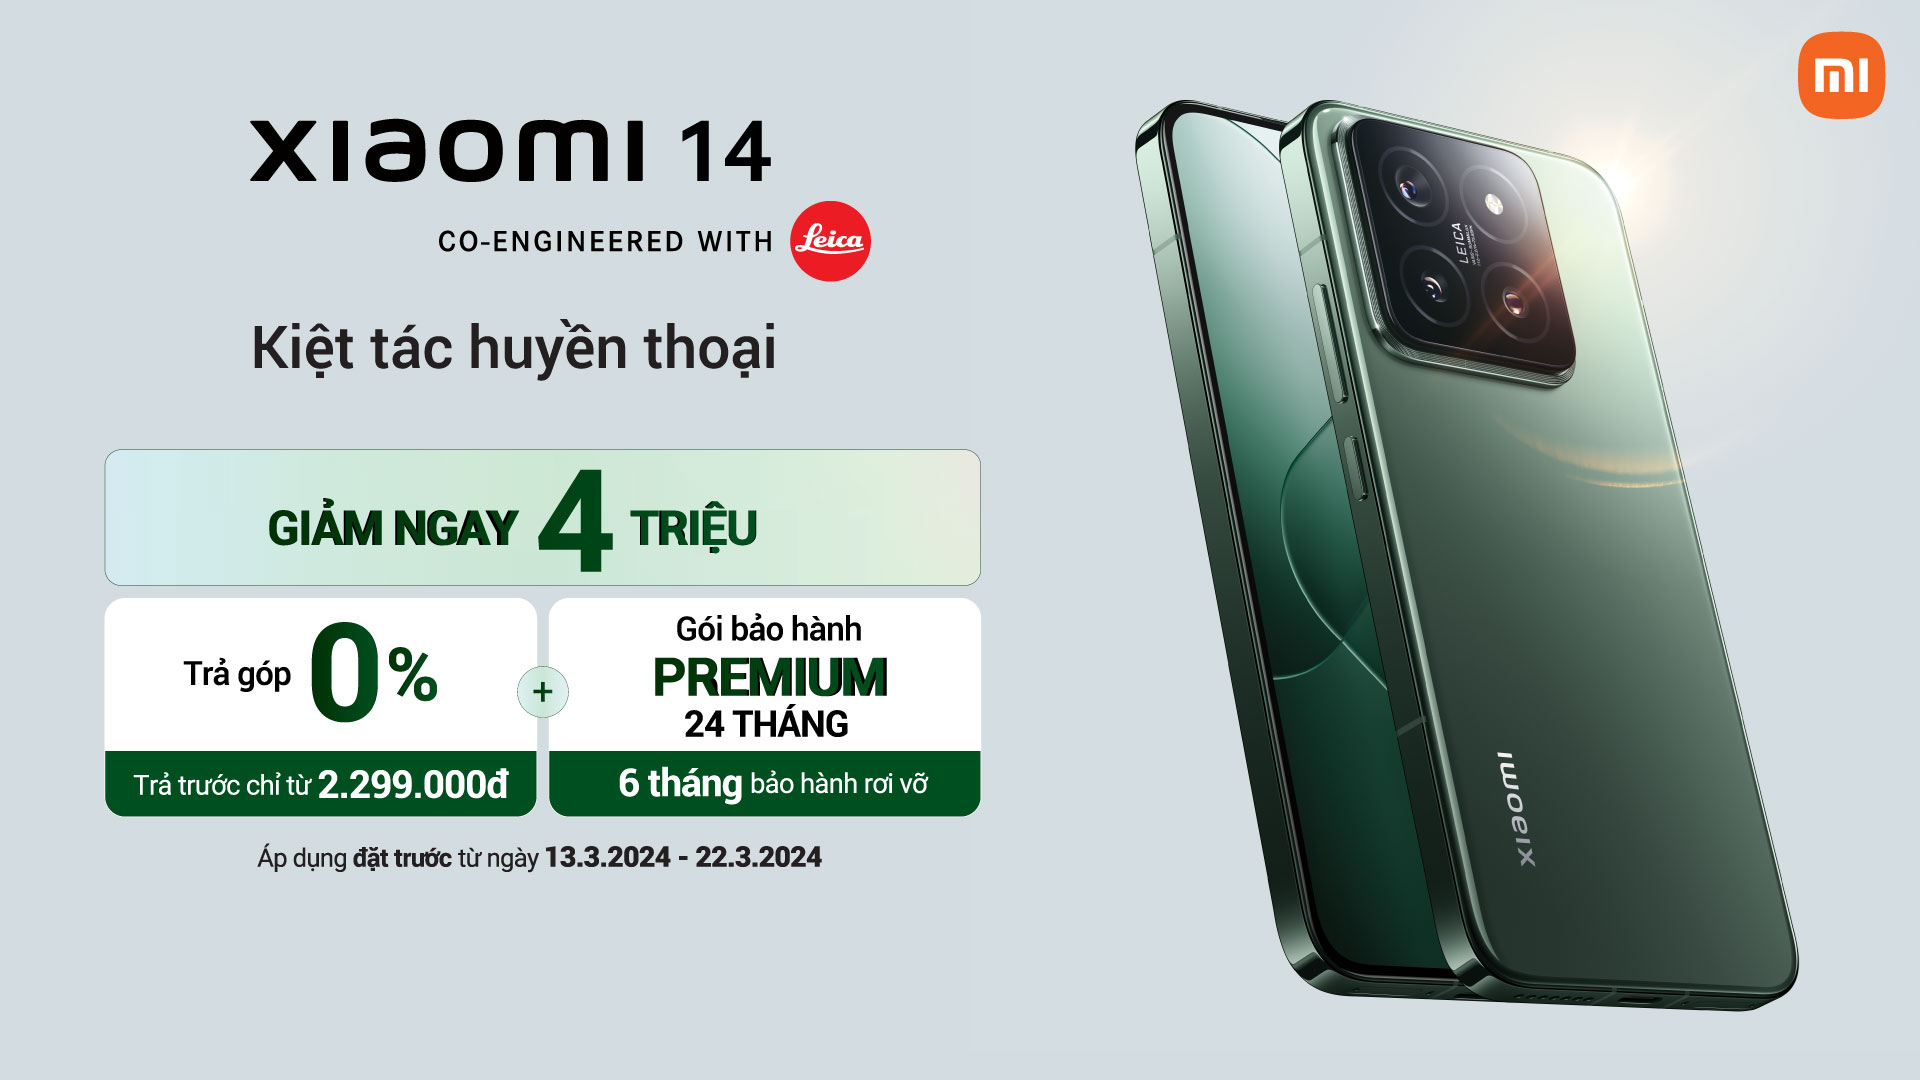 XIAOMI 14
CO-ENGINEERED WITH Leica
Kiệt tác huyền thoại
GIẢM NGAY 4 TRIỆU
Trả góp 0%
Trả trước chỉ từ 2.299.000đ
+
Gói bảo hành
PREMIUM
24 THÁNG
6 tháng bảo hành rơi vỡ
Áp dụng đặt trước từ ngày 13.3.2024 - 22.3.2024
mi
LEICA
xiaomi